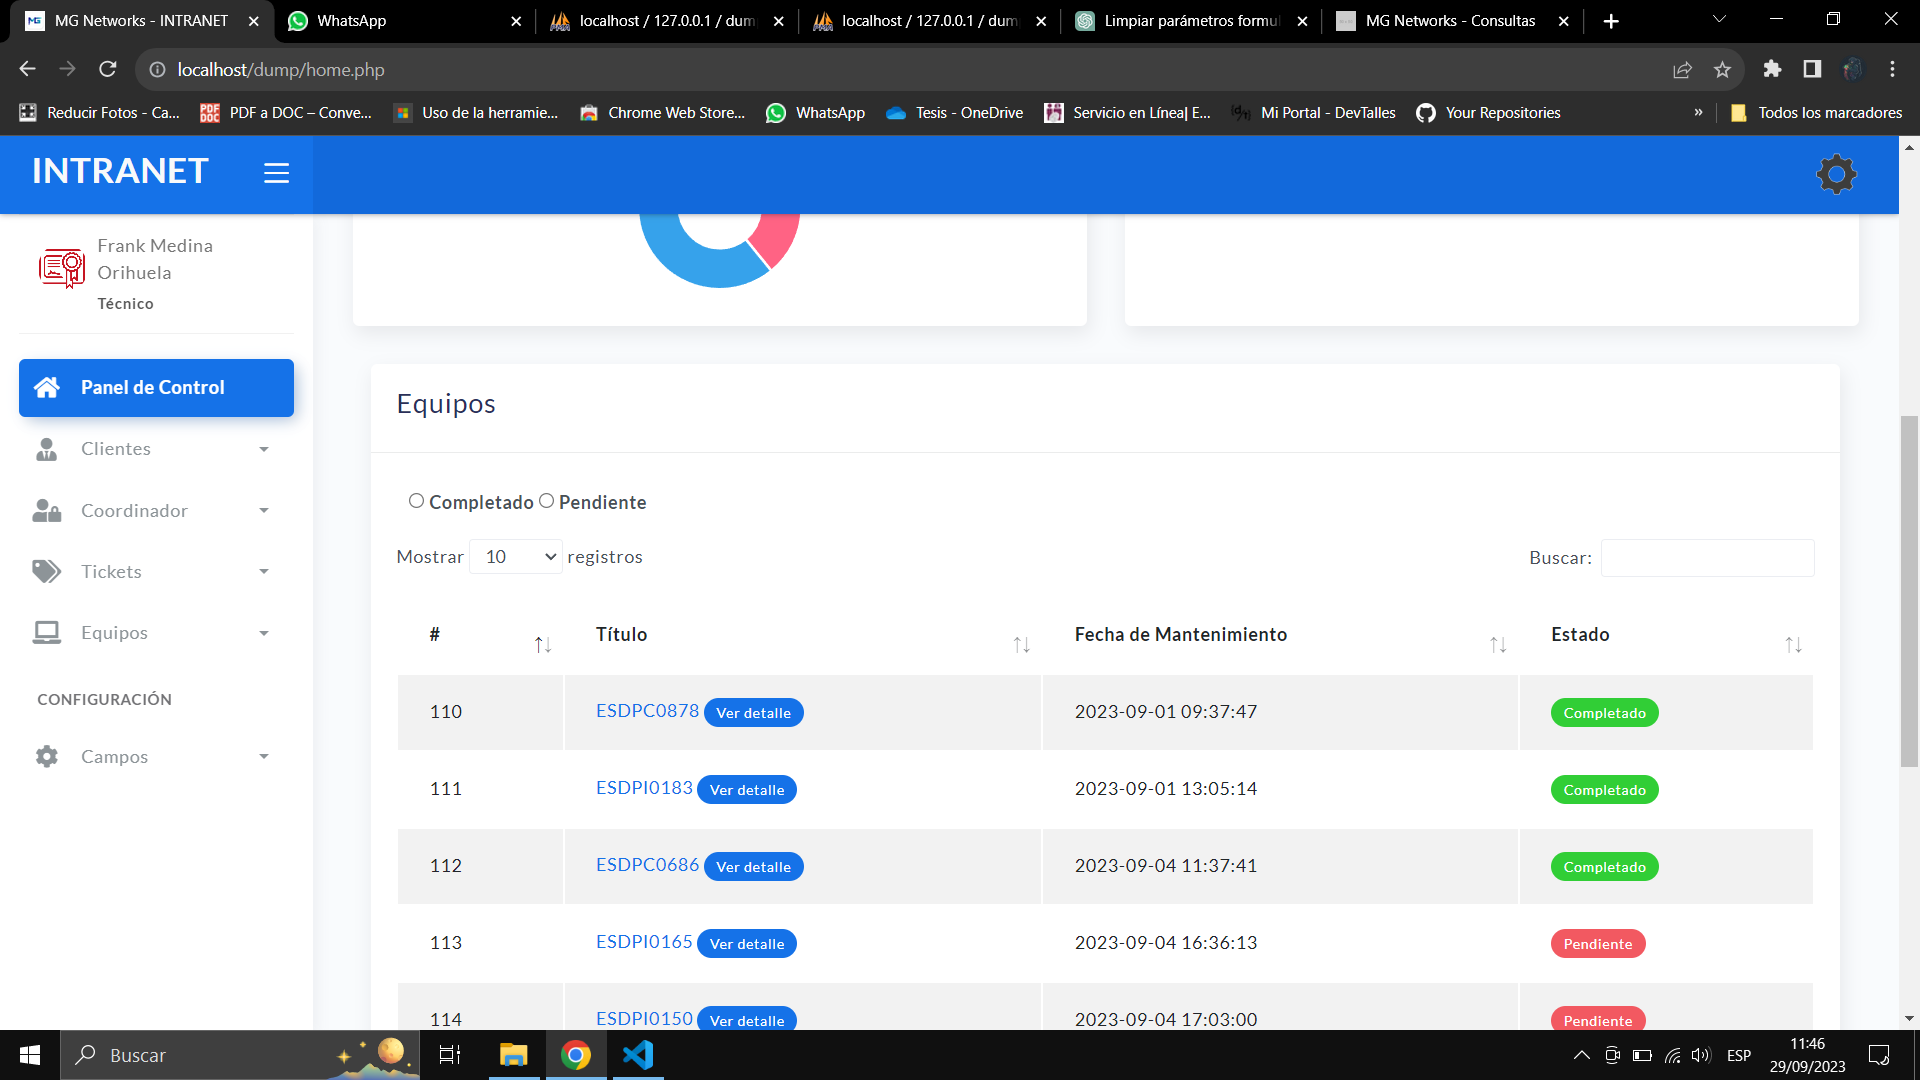 MG Networks - INTRANET
WhatsApp
localhost / 127.0.0.1 / dum
localhost / 127.0.0.1 / dum
Limpiar parámetros formul
MG Networks - Consultas
localhost/dump/home.php
Reducir Fotos - Ca...
PDF a DOC – Conve...
Uso de la herramie...
Chrome Web Store...
WhatsApp
Tesis - OneDrive
Servicio en Línea| E...
Mi Portal - DevTalles
Your Repositories
»
Todos los marcadores
INTRANET
Frank Medina
Orihuela
Técnico
Panel de Control
Clientes
Coordinador
Tickets
Equipos
CONFIGURACIÓN
Campos
Equipos
Completado Pendiente
Mostrar 10 registros
Buscar:
# Título Fecha de Mantenimiento Estado
110 ESDPC0878 Ver detalle 2023-09-01 09:37:47 Completado
111 ESDPI0183 Ver detalle 2023-09-01 13:05:14 Completado
112 ESDPC0686 Ver detalle 2023-09-04 11:37:41 Completado
113 ESDPI0165 Ver detalle 2023-09-04 16:36:13 Pendiente
114 ESDPI0150 Ver detalle 2023-09-04 17:03:00 Pendiente
Buscar
ESP
11:46
29/09/2023